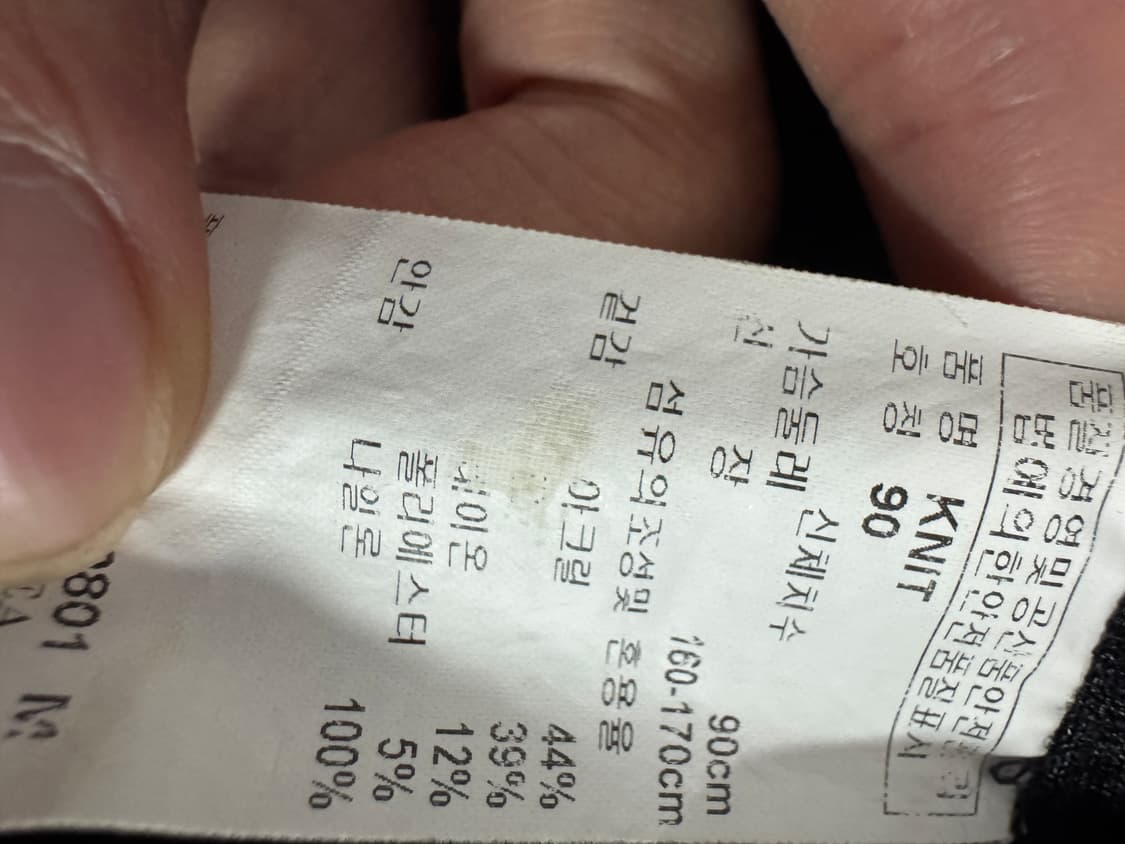 품질경영및공산품안전관리
법에의한안전품질표시
품 명 KNIT
호 칭 90
신체치수
가슴둘레 90cm
신 장 160-170cm
섬유의조성및 혼용율
겉감 아크릴 44%
39%
레이온 12%
폴리에스터 5%
안감 나일론 100%
801